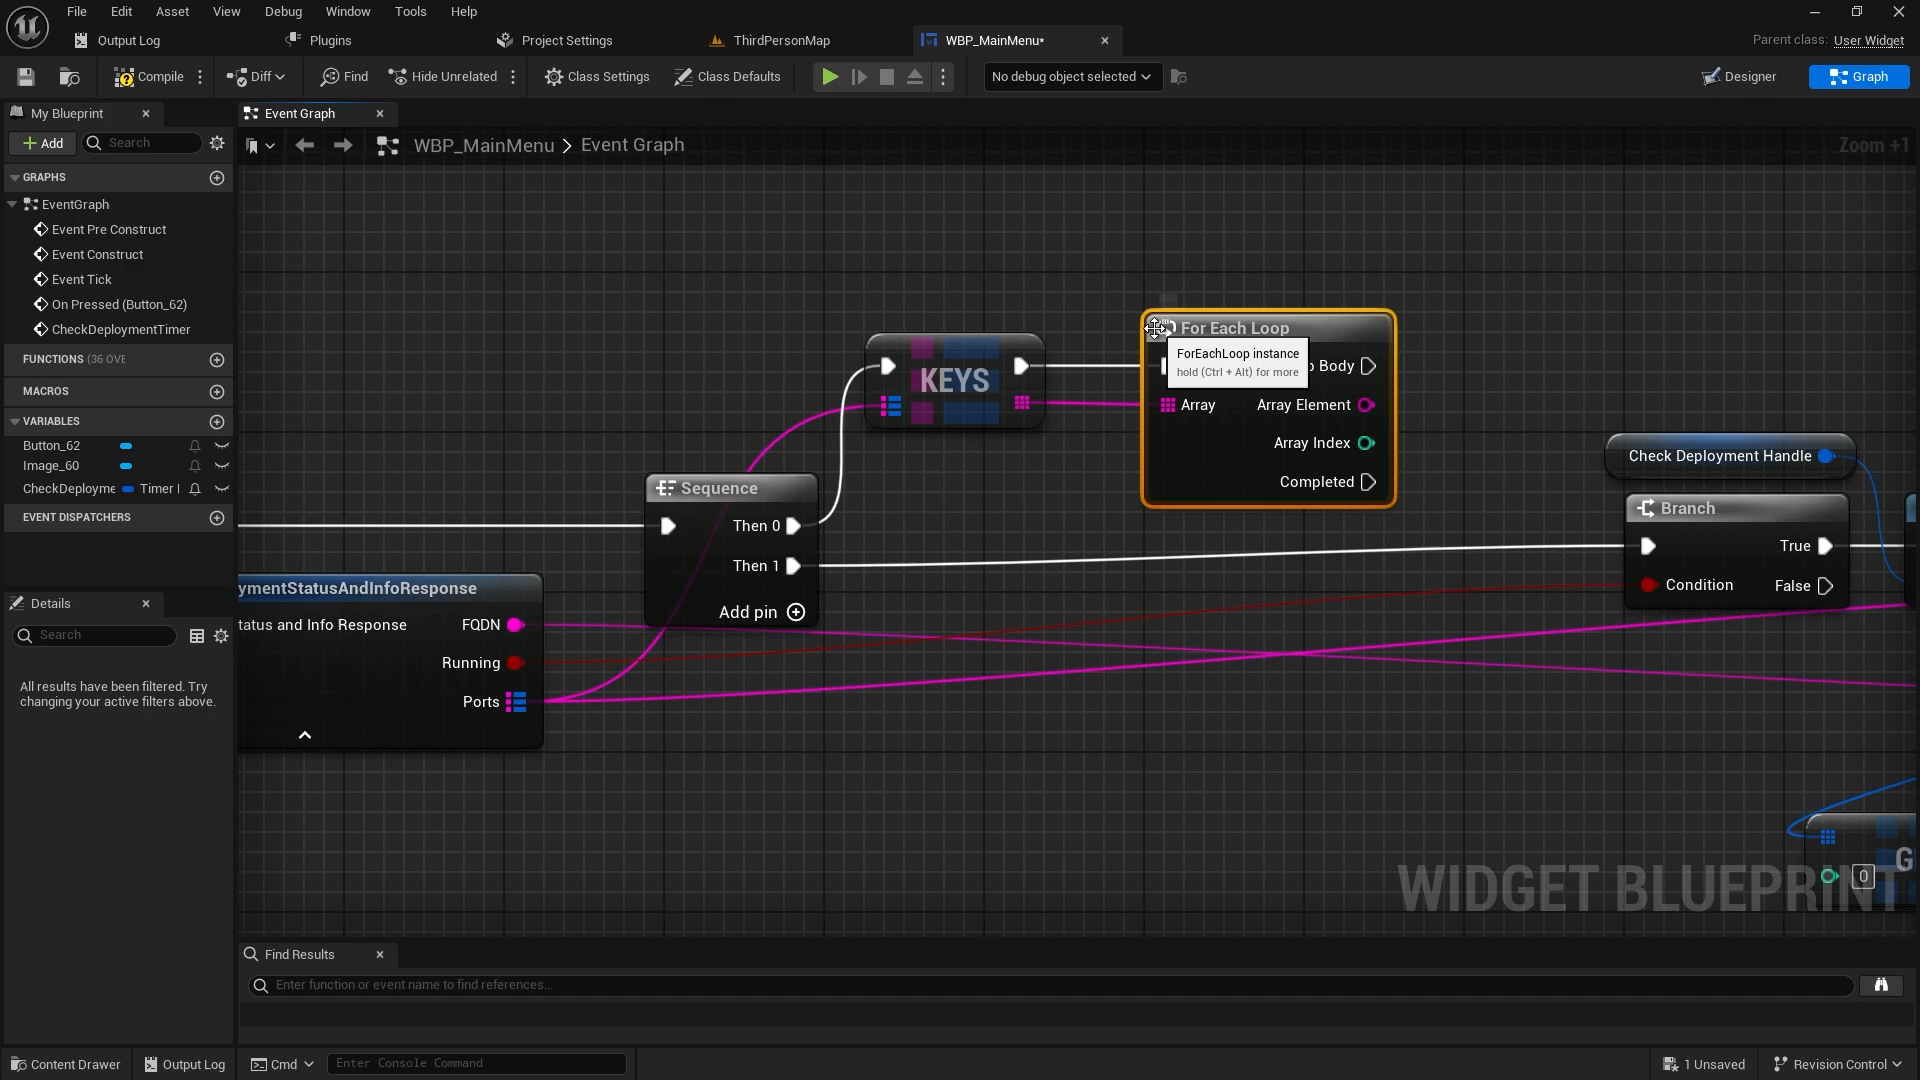 File Edit Asset View Debug Window Tools Help
Output Log
Plugins
Project Settings
ThirdPersonMap
WBP_MainMenu*
Parent class: User Widget
Compile
Diff
Find
Hide Unrelated
Class Settings
Class Defaults
No debug object selected
Designer
Graph
My Blueprint
Event Graph
Add
Search
WBP_MainMenu > Event Graph
Zoom +1
GRAPHS
EventGraph
Event Pre Construct
Event Construct
Event Tick
On Pressed (Button_62)
CheckDeploymentTimer
FUNCTIONS (36 OVE
MACROS
VARIABLES
Button_62
Image_60
CheckDeployme Timer
EVENT DISPATCHERS
Details
Search
All results have been filtered. Try
changing your active filters above.
KEYS
For Each Loop
ForEachLoop instance
hold (Ctrl + Alt) for more
Body
Array
Array Element
Array Index
Completed
Sequence
Then 0
Then 1
Add pin
ymentStatusAndInfoResponse
tatus and Info Response
FQDN
Running
Ports
Check Deployment Handle
Branch
True
Condition
False
G
0
WIDGET BLUEPRINT
Find Results
Enter function or event name to find references...
Content Drawer
Output Log
Cmd
Enter Console Command
1 Unsaved
Revision Control